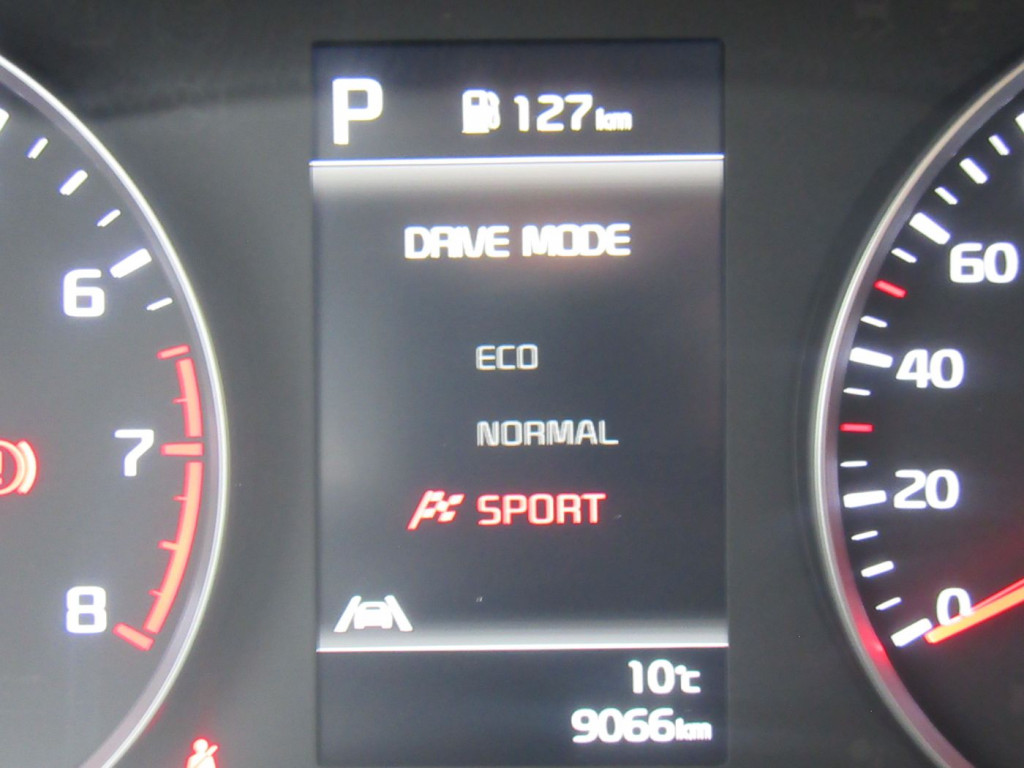 P 127km
DRIVE MODE
ECO
NORMAL
SPORT
10℃
9066km
6
7
8
60
40
20
0